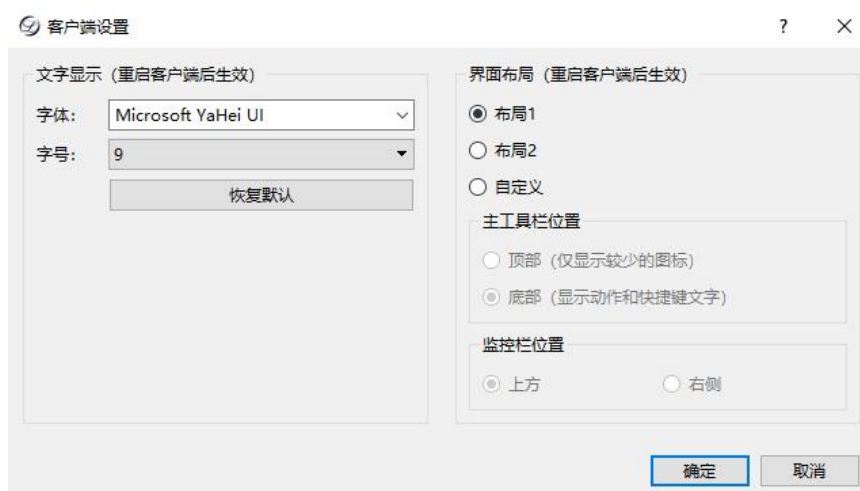 客户端设置
文字显示（重启客户端后生效）
字体：
Microsoft YaHei UI
字号：
9
恢复默认
界面布局（重启客户端后生效）
布局1
布局2
自定义
主工具栏位置
顶部（仅显示较少的图标）
底部（显示动作和快捷键文字）
监控栏位置
上方
右侧
确定
取消